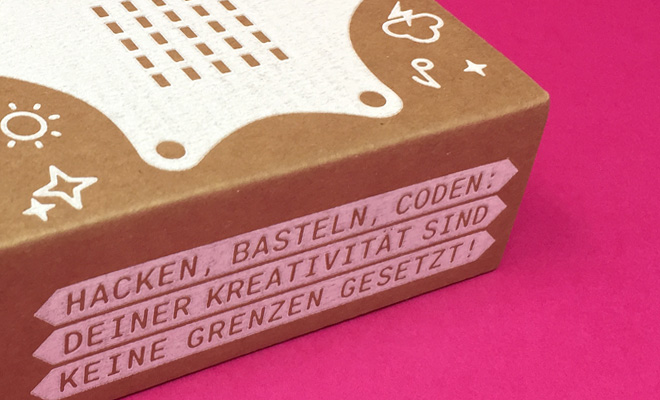 HACKEN, BASTELN, CODEN:
DEINER KREATIVITÄT SIND
KEINE GRENZEN GESETZT!